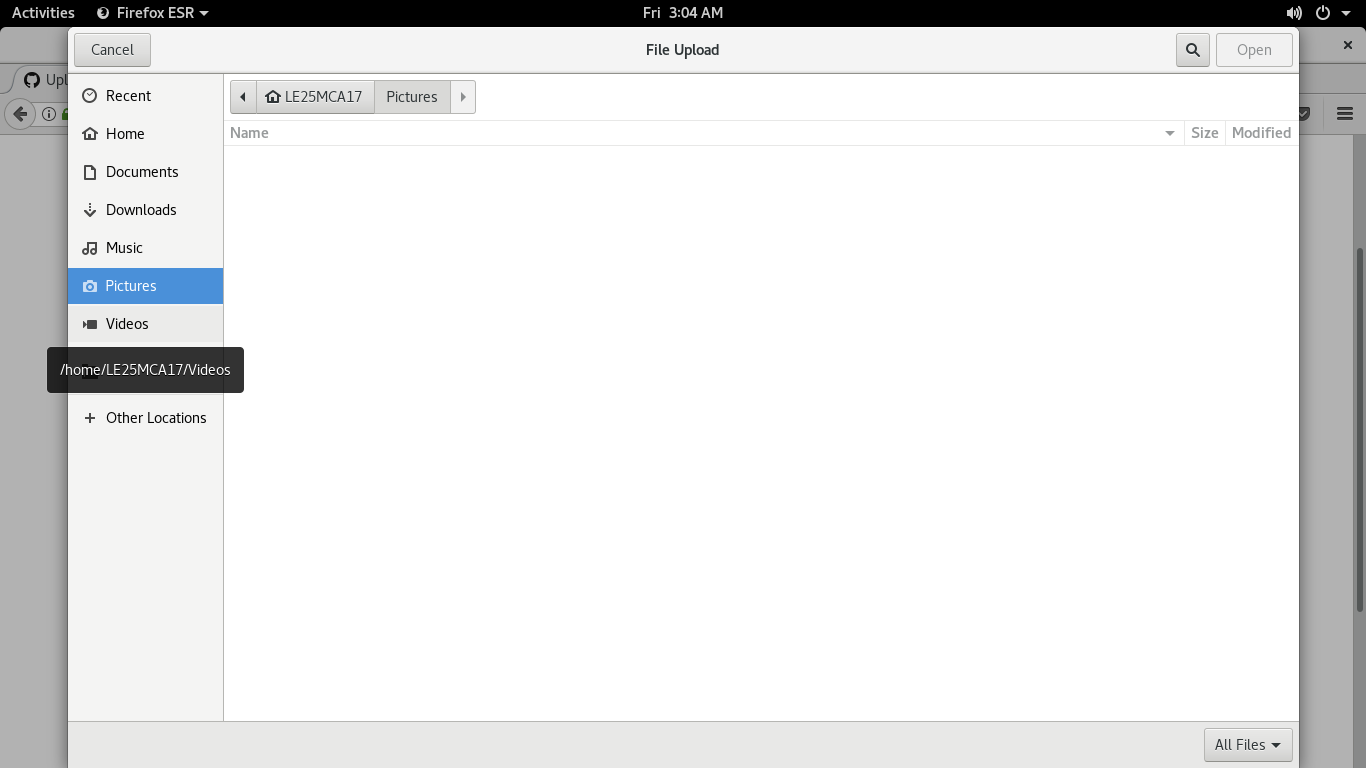 Activities Firefox ESR Fri 3:04 AM
Cancel File Upload Open
Upl
Recent
LE25MCA17 Pictures
Home
Name Size Modified
Documents
Downloads
Music
Pictures
Videos
/home/LE25MCA17/Videos
Other Locations
All Files